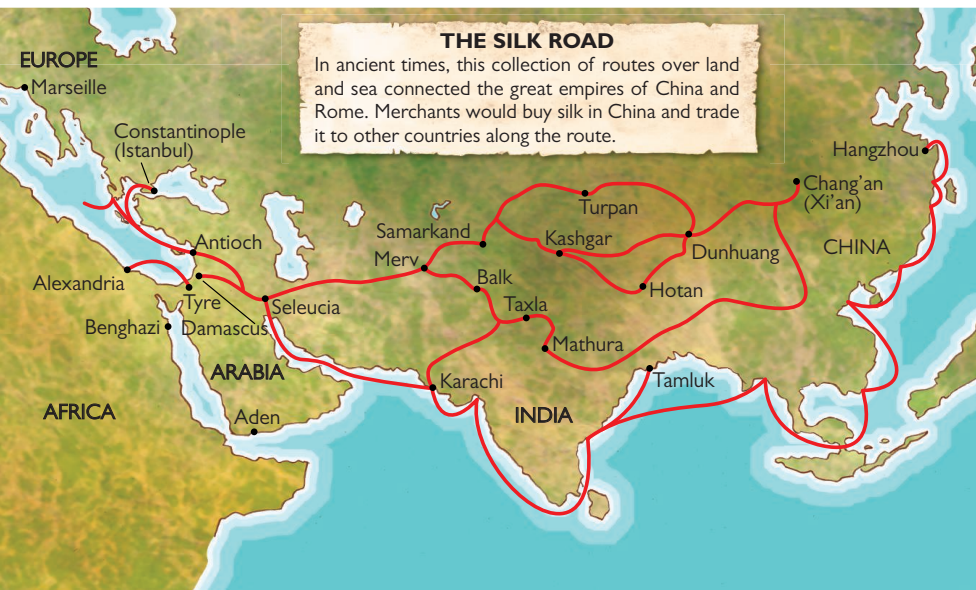 THE SILK ROAD
In ancient times, this collection of routes over land
and sea connected the great empires of China and
Rome. Merchants would buy silk in China and trade
it to other countries along the route.
EUROPE
Marseille
Constantinople
(Istanbul)
Hangzhou
Chang'an
(Xi'an)
Turpan
Samarkand
Kashgar
Antioch
Merv
Dunhuang
CHINA
Balk
Alexandria
Hotan
Tyre
Taxla
Seleucia
Benghazi
Damascus
Mathura
ARABIA
Karachi
Tamluk
AFRICA
Aden
INDIA